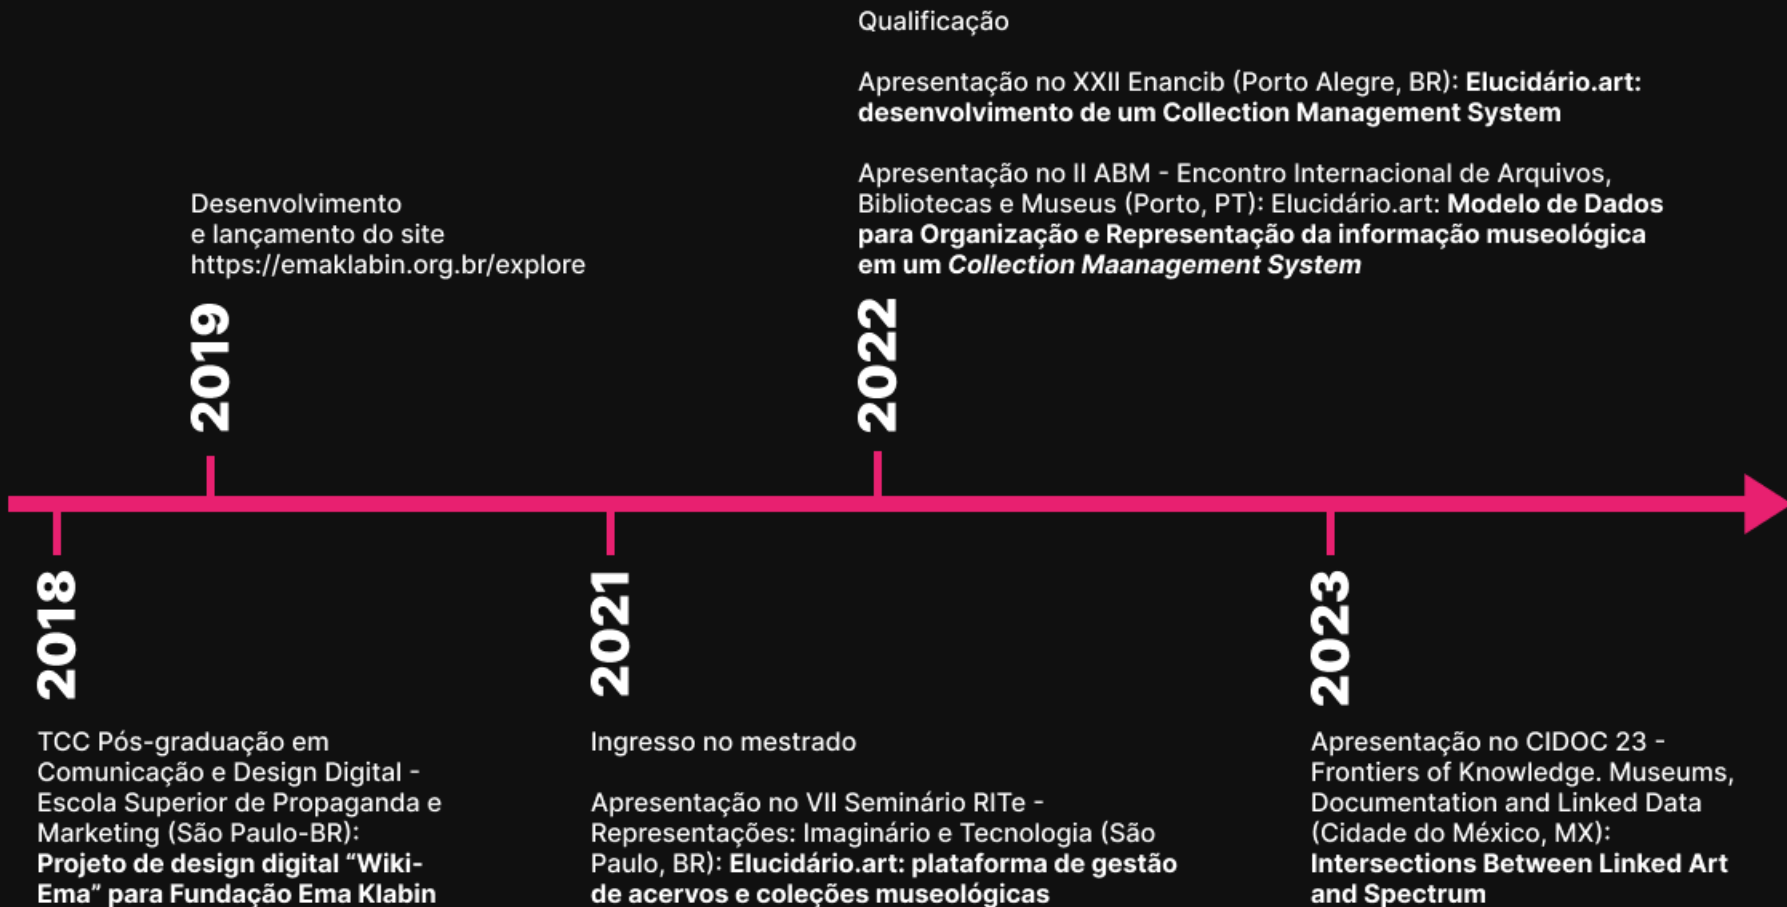 Qualificação
Apresentação no XXII Enancib (Porto Alegre, BR): Elucidário.art:
desenvolvimento de um Collection Management System
Apresentação no II ABM - Encontro Internacional de Arquivos,
Bibliotecas e Museus (Porto, PT): Elucidário.art: Modelo de Dados
para Organização e Representação da informação museológica
em um Collection Maanagement System
Desenvolvimento
e lançamento do site
https://emaklabin.org.br/explore
2019
2022
2018
2021
2023
TCC Pós-graduação em
Comunicação e Design Digital -
Escola Superior de Propaganda e
Marketing (São Paulo-BR):
Projeto de design digital “Wiki-
Ema” para Fundação Ema Klabin
Ingresso no mestrado
Apresentação no VII Seminário RITe -
Representações: Imaginário e Tecnologia (São
Paulo, BR): Elucidário.art: plataforma de gestão
de acervos e coleções museológicas
Apresentação no CIDOC 23 -
Frontiers of Knowledge. Museums,
Documentation and Linked Data
(Cidade do México, MX):
Intersections Between Linked Art
and Spectrum